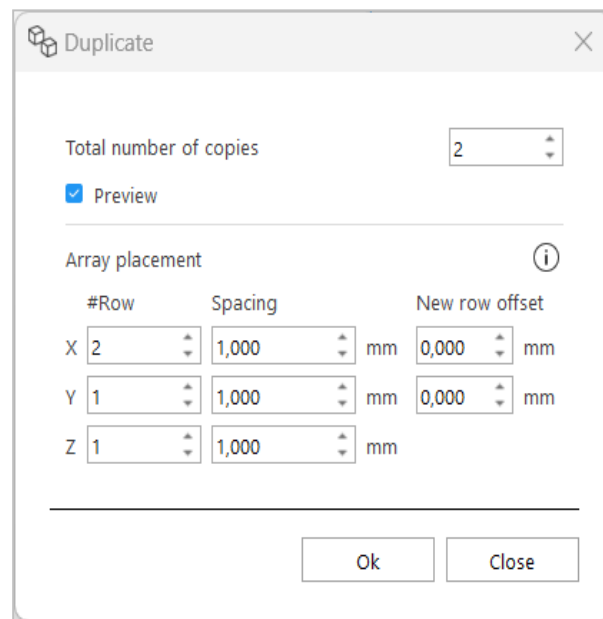 Duplicate
Total number of copies 2
Preview
Array placement
#Row Spacing New row offset
X 2 1,000 mm 0,000 mm
Y 1 1,000 mm 0,000 mm
Z 1 1,000 mm
Ok Close